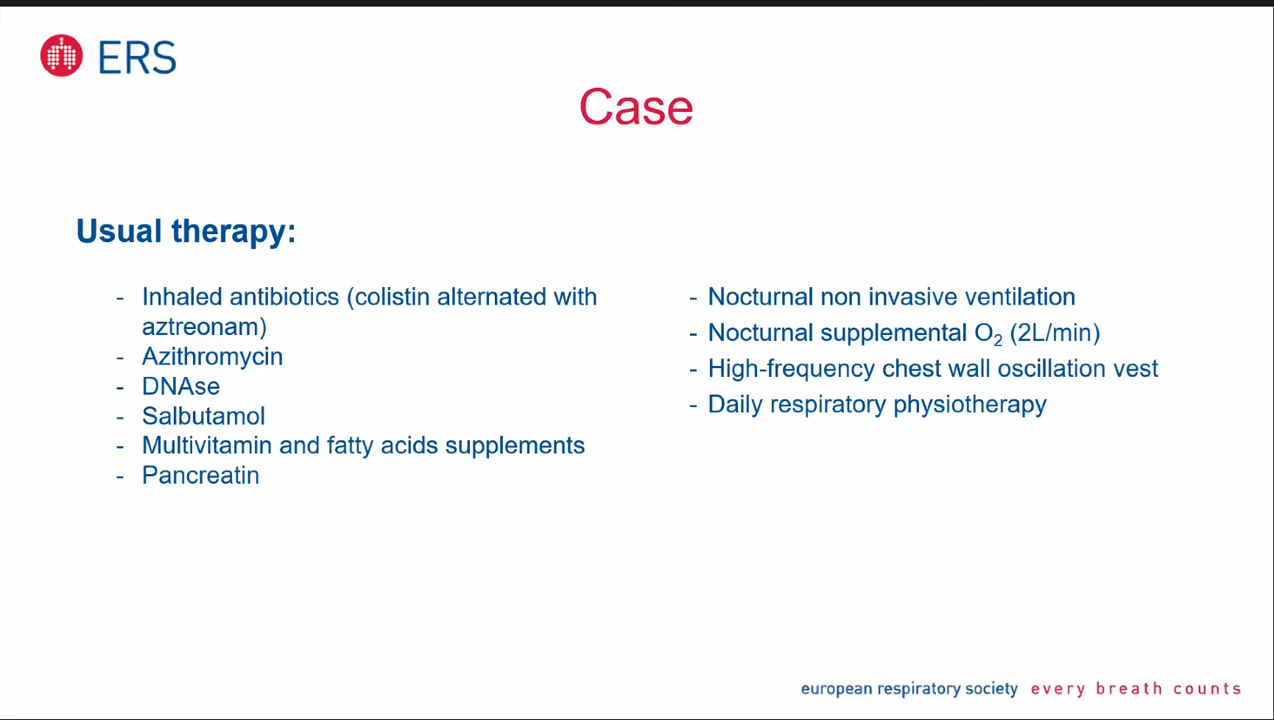 ERS
Case
Usual therapy:
- Inhaled antibiotics (colistin alternated with
aztreonam)
- Azithromycin
- DNAse
- Salbutamol
- Multivitamin and fatty acids supplements
- Pancreatin
- Nocturnal non invasive ventilation
- Nocturnal supplemental O₂ (2L/min)
- High-frequency chest wall oscillation vest
- Daily respiratory physiotherapy
european respiratory society every breath counts